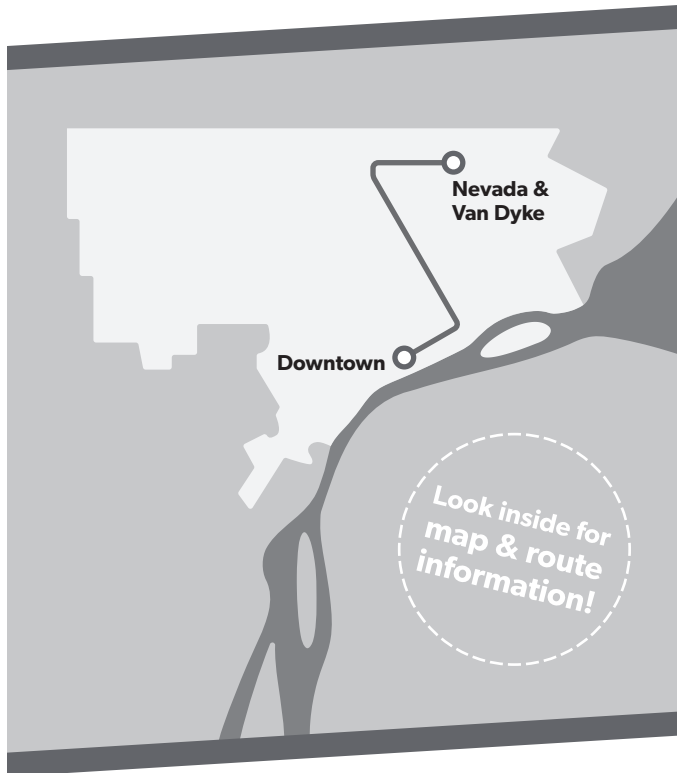 Nevada &
Van Dyke
Downtown
Look inside for
map & route
information!